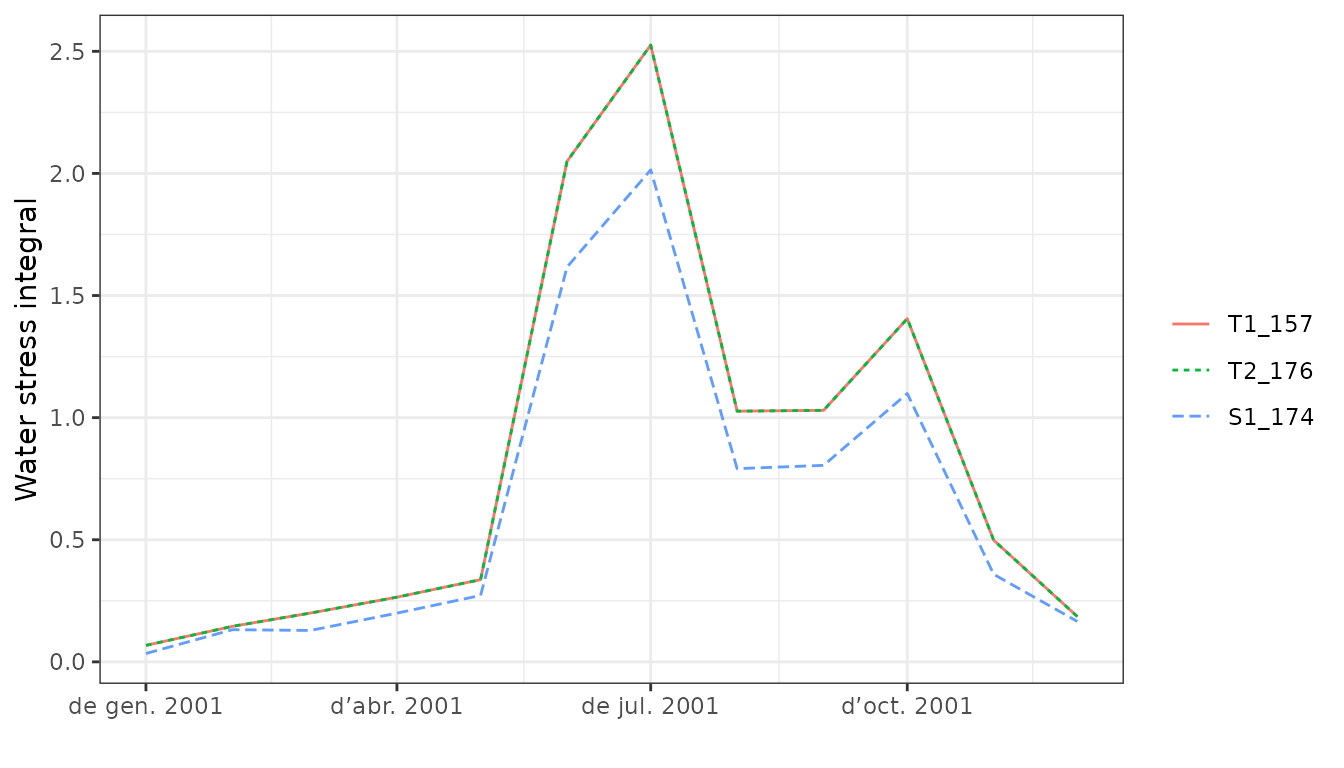 Water stress integral
2.5
2.0
1.5
1.0
0.5
0.0
de gen. 2001
d’abr. 2001
de jul. 2001
d’oct. 2001
T1_157
T2_176
S1_174